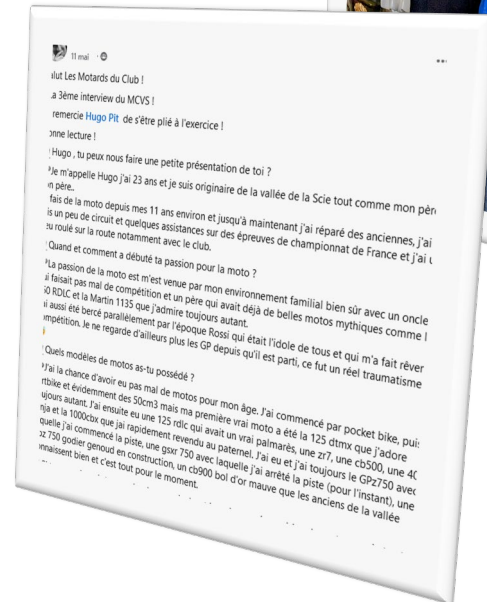 11 mai ·
lut Les Motards du Club !
a 3ème interview du MCVS !
remercie Hugo Pit de s'être plié à l'exercice !
nne lecture !
Hugo , tu peux nous faire une petite présentation de toi ?
Je m'appelle Hugo j'ai 23 ans et je suis originaire de la vallée de la Scie tout comme mon père
n père..
fais de la moto depuis mes 11 ans environ et jusqu'à maintenant j'ai réparé des anciennes, j'ai
is un peu de circuit et quelques assistances sur des épreuves de championnat de France et j'ai
eu roulé sur la route notamment avec le club.
Quand et comment a débuté ta passion pour la moto ?
La passion de la moto est m'est venue par mon environnement familial bien sûr avec un oncle
i faisait pas mal de compétition et un père qui avait déjà de belles motos mythiques comme l
0 RDLC et la Martin 1135 que j'admire toujours autant.
i aussi été bercé parallèlement par l'époque Rossi qui était l'idole de tous et qui m'a fait rêver
mpétition. Je ne regarde d'ailleurs plus les GP depuis qu'il est parti, ce fut un réel traumatisme
Quels modèles de motos as-tu possédé ?
J'ai la chance d'avoir eu pas mal de motos pour mon âge. J'ai commencé par pocket bike, puis
rtbike et évidemment des 50cm3 mais ma première vrai moto a été la 125 dtmx que j'adore
ujours autant. J'ai ensuite eu une 125 rdlc qui avait un vrai palmarès, une zr7, une cb500, une 40
nja et la 1000cbx que jai rapidement revendu au paternel. J'ai eu et j'ai toujours le GPz750 avec
quelle j'ai commencé la piste, une gsxr 750 avec laquelle j'ai arrêté la piste (pour l'instant), une
oz 750 godier genoud en construction, un cb900 bol d'or mauve que les anciens de la vallée
nnaissent bien et c'est tout pour le moment.